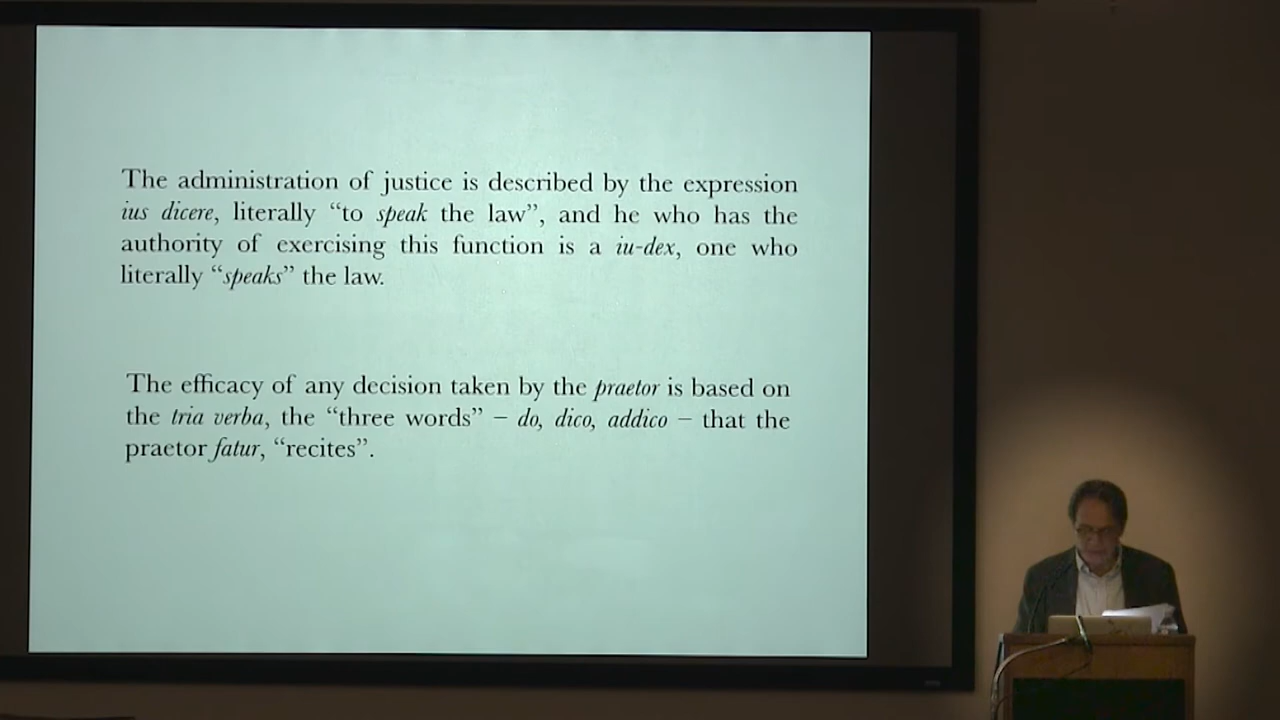 The administration of justice is described by the expression
ius dicere, literally “to speak the law”, and he who has the
authority of exercising this function is a iu-dex, one who
literally “speaks” the law.
The efficacy of any decision taken by the praetor is based on
the tria verba, the “three words” – do, dico, addico – that the
praetor fatur, “recites”.